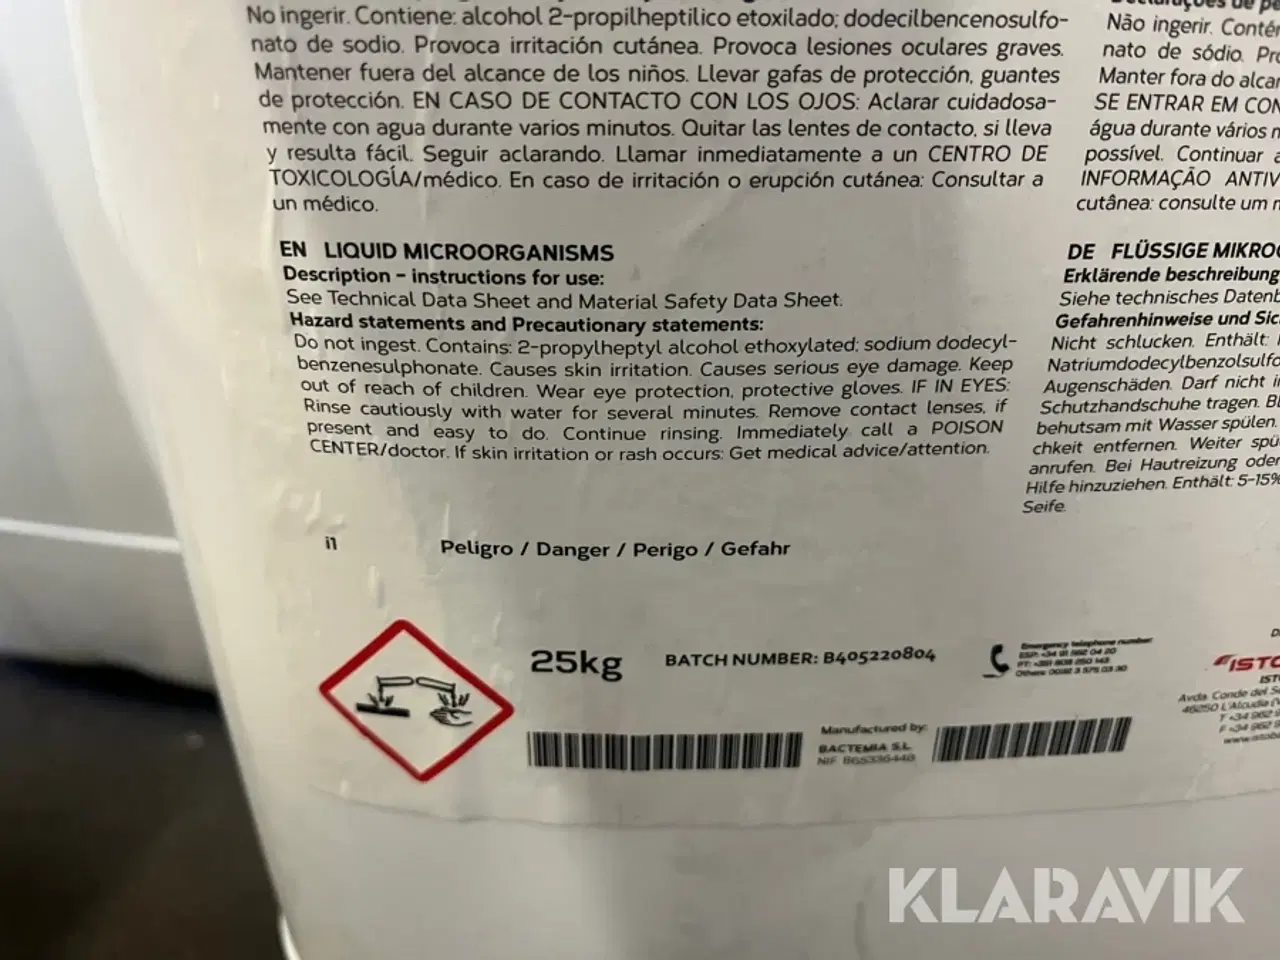 No ingerir. Contiene: alcohol 2-propilheptilico etoxilado; dodecilbencenosulfo-
nato de sodio. Provoca irritación cutánea. Provoca lesiones oculares graves.
Mantener fuera del alcance de los niños. Llevar gafas de protección, guantes
de protección. EN CASO DE CONTACTO CON LOS OJOS: Aclarar cuidadosa-
mente con agua durante varios minutos. Quitar las lentes de contacto, si lleva
y resulta fácil. Seguir aclarando. Llamar inmediatamente a un CENTRO DE
TOXICOLOGÍA/médico. En caso de irritación o erupción cutánea: Consultar a
un médico.
EN LIQUID MICROORGANISMS
Description - instructions for use:
See Technical Data Sheet and Material Safety Data Sheet.
Hazard statements and Precautionary statements:
Do not ingest. Contains: 2-propylheptyl alcohol ethoxylated; sodium dodecyl-
benzenesulphonate. Causes skin irritation. Causes serious eye damage. Keep
out of reach of children. Wear eye protection, protective gloves. IF IN EYES:
Rinse cautiously with water for several minutes. Remove contact lenses, if
present and easy to do. Continue rinsing. Immediately call a POISON
CENTER/doctor. If skin irritation or rash occurs: Get medical advice/attention.
Não ingerir.
nato de sódio.
Manter fora do
SE ENTRAR EM
água durante vários
possível. Continuar
INFORMAÇÃO
cutânea: consulte um
DE FLÜSSIGE
Erklärende beschreibung
Siehe technisches
Gefahrenhinweise und
Nicht schlucken. Enthält:
Augenschäden. Darf nicht
Schutzhandschuhe tragen.
behutsam mit Wasser spülen.
chkeit entfernen. Weiter
anrufen. Bei Hautreizung oder
Hilfe hinzuziehen. Enthält: 5-15%
Seife.
i1
Peligro / Danger / Perigo / Gefahr
25kg
BATCH NUMBER: B405220804
Emergency telephone number:
Manufactured by:
BACTEMIA S.L.
KLARAVIK